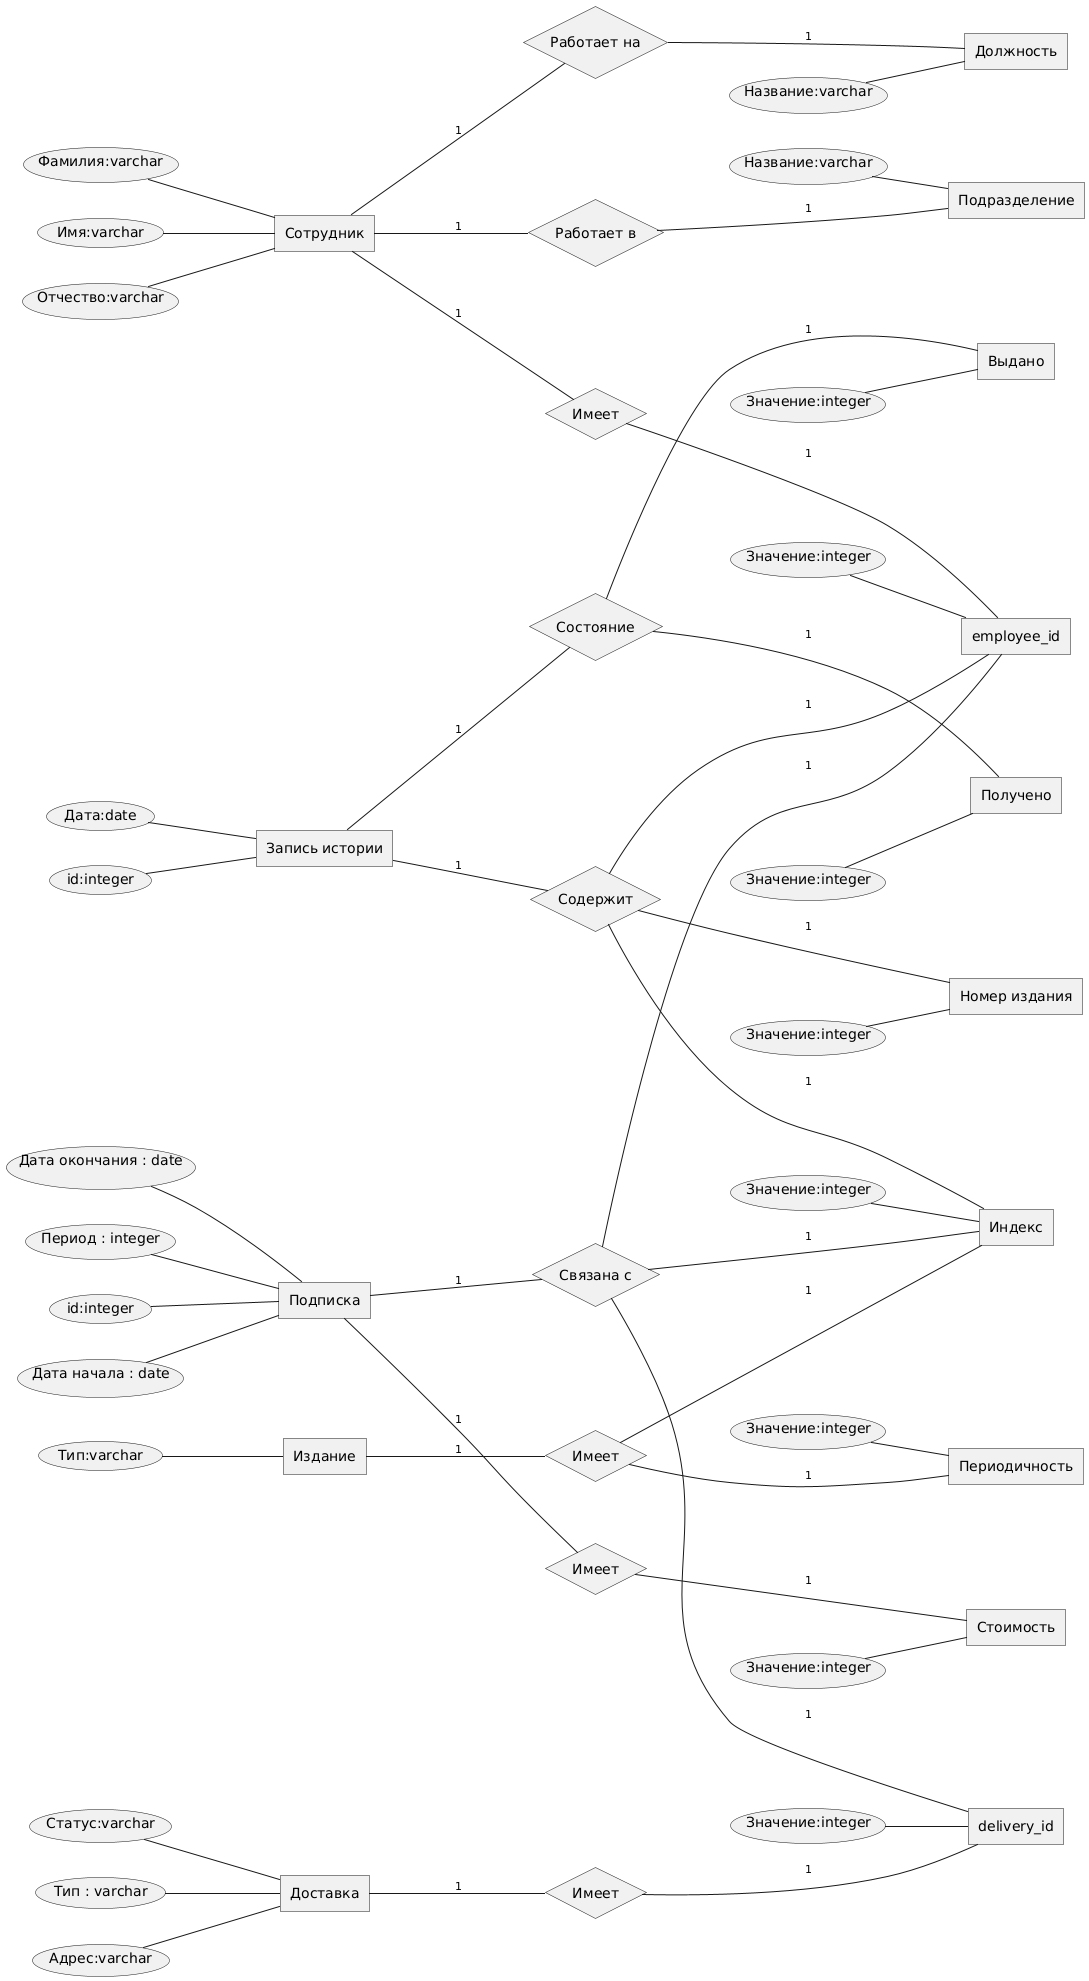 Работает на
1
Должность
Название:varchar
1
Фамилия:varchar
Название:varchar
Подразделение
1
Имя:varchar
Сотрудник
1
Работает в
Отчество:varchar
1
1
Выдано
Значение:integer
Имеет
1
Значение:integer
Состояние
1
employee_id
1
1
1
Получено
Дата:date
Запись истории
1
id:integer
Значение:integer
Содержит
1
Номер издания
Значение:integer
1
Дата окончания : date
Значение:integer
Период : integer
1
Индекс
Связана с
1
id:integer
Подписка
1
Дата начала : date
1
Значение:integer
Тип:varchar
Издание
1
Имеет
Периодичность
1
Имеет
1
Стоимость
Значение:integer
1
Статус:varchar
Значение:integer
delivery_id
1
Тип : varchar
Доставка
1
Имеет
Адрес:varchar